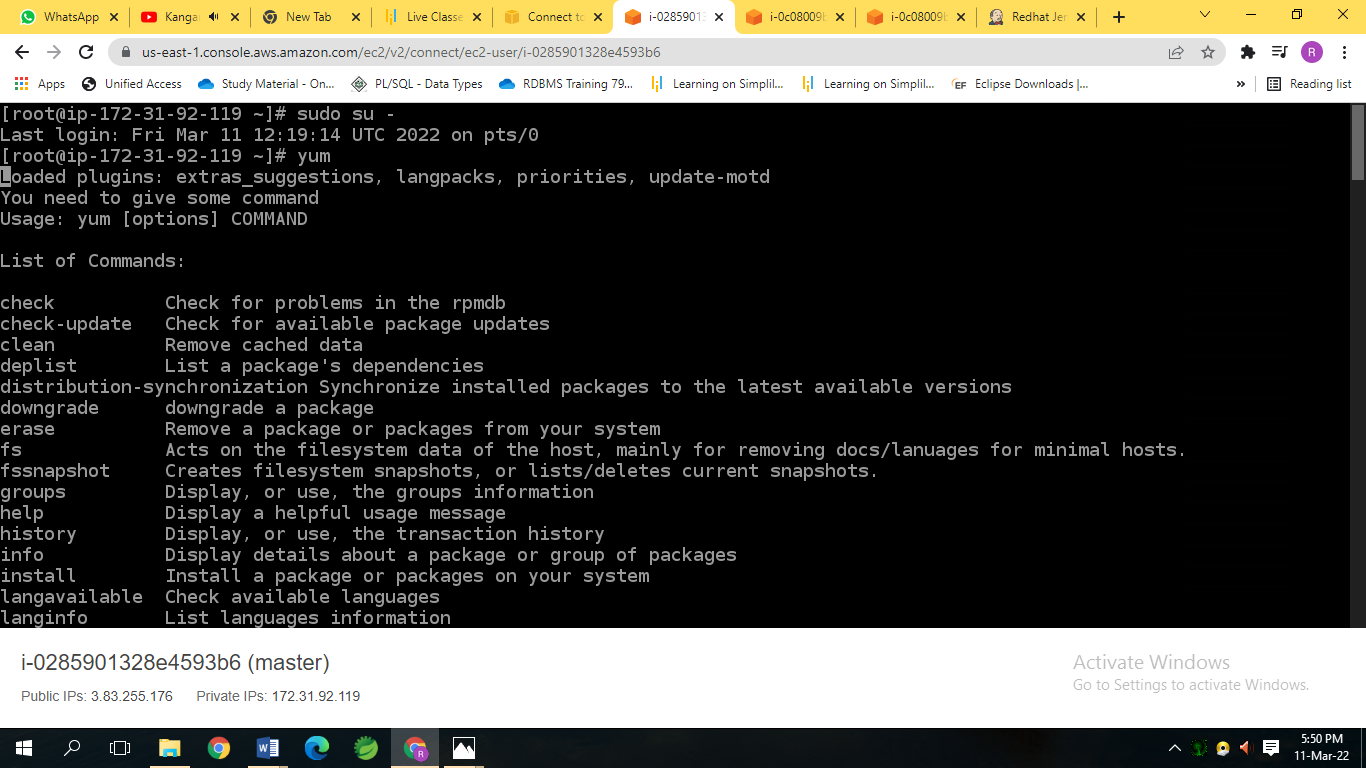 WhatsApp
Kanga
New Tab
Live Classe
Connect to
i-02859013
i-0c08009b
i-0c08009b
Redhat Jen
us-east-1.console.aws.amazon.com/ec2/v2/connect/ec2-user/i-0285901328e4593b6
R
Apps
Unified Access
Study Material - On...
PL/SQL - Data Types
RDBMS Training 79...
Learning on Simplil...
Learning on Simplil...
EF Eclipse Downloads |...
»
Reading list
[root@ip-172-31-92-119 ~]# sudo su -
Last login: Fri Mar 11 12:19:14 UTC 2022 on pts/0
[root@ip-172-31-92-119 ~]# yum
Loaded plugins: extras_suggestions, langpacks, priorities, update-motd
You need to give some command
Usage: yum [options] COMMAND
List of Commands:
check          Check for problems in the rpmdb
check-update   Check for available package updates
clean          Remove cached data
deplist        List a package's dependencies
distribution-synchronization Synchronize installed packages to the latest available versions
downgrade      downgrade a package
erase          Remove a package or packages from your system
fs             Acts on the filesystem data of the host, mainly for removing docs/lanuages for minimal hosts.
fssnapshot     Creates filesystem snapshots, or lists/deletes current snapshots.
groups         Display, or use, the groups information
help           Display a helpful usage message
history        Display, or use, the transaction history
info           Display details about a package or group of packages
install        Install a package or packages on your system
langavailable  Check available languages
langinfo       List languages information
i-0285901328e4593b6 (master)
Public IPs: 3.83.255.176 Private IPs: 172.31.92.119
Activate Windows
Go to Settings to activate Windows.
W
R
5:50 PM
11-Mar-22